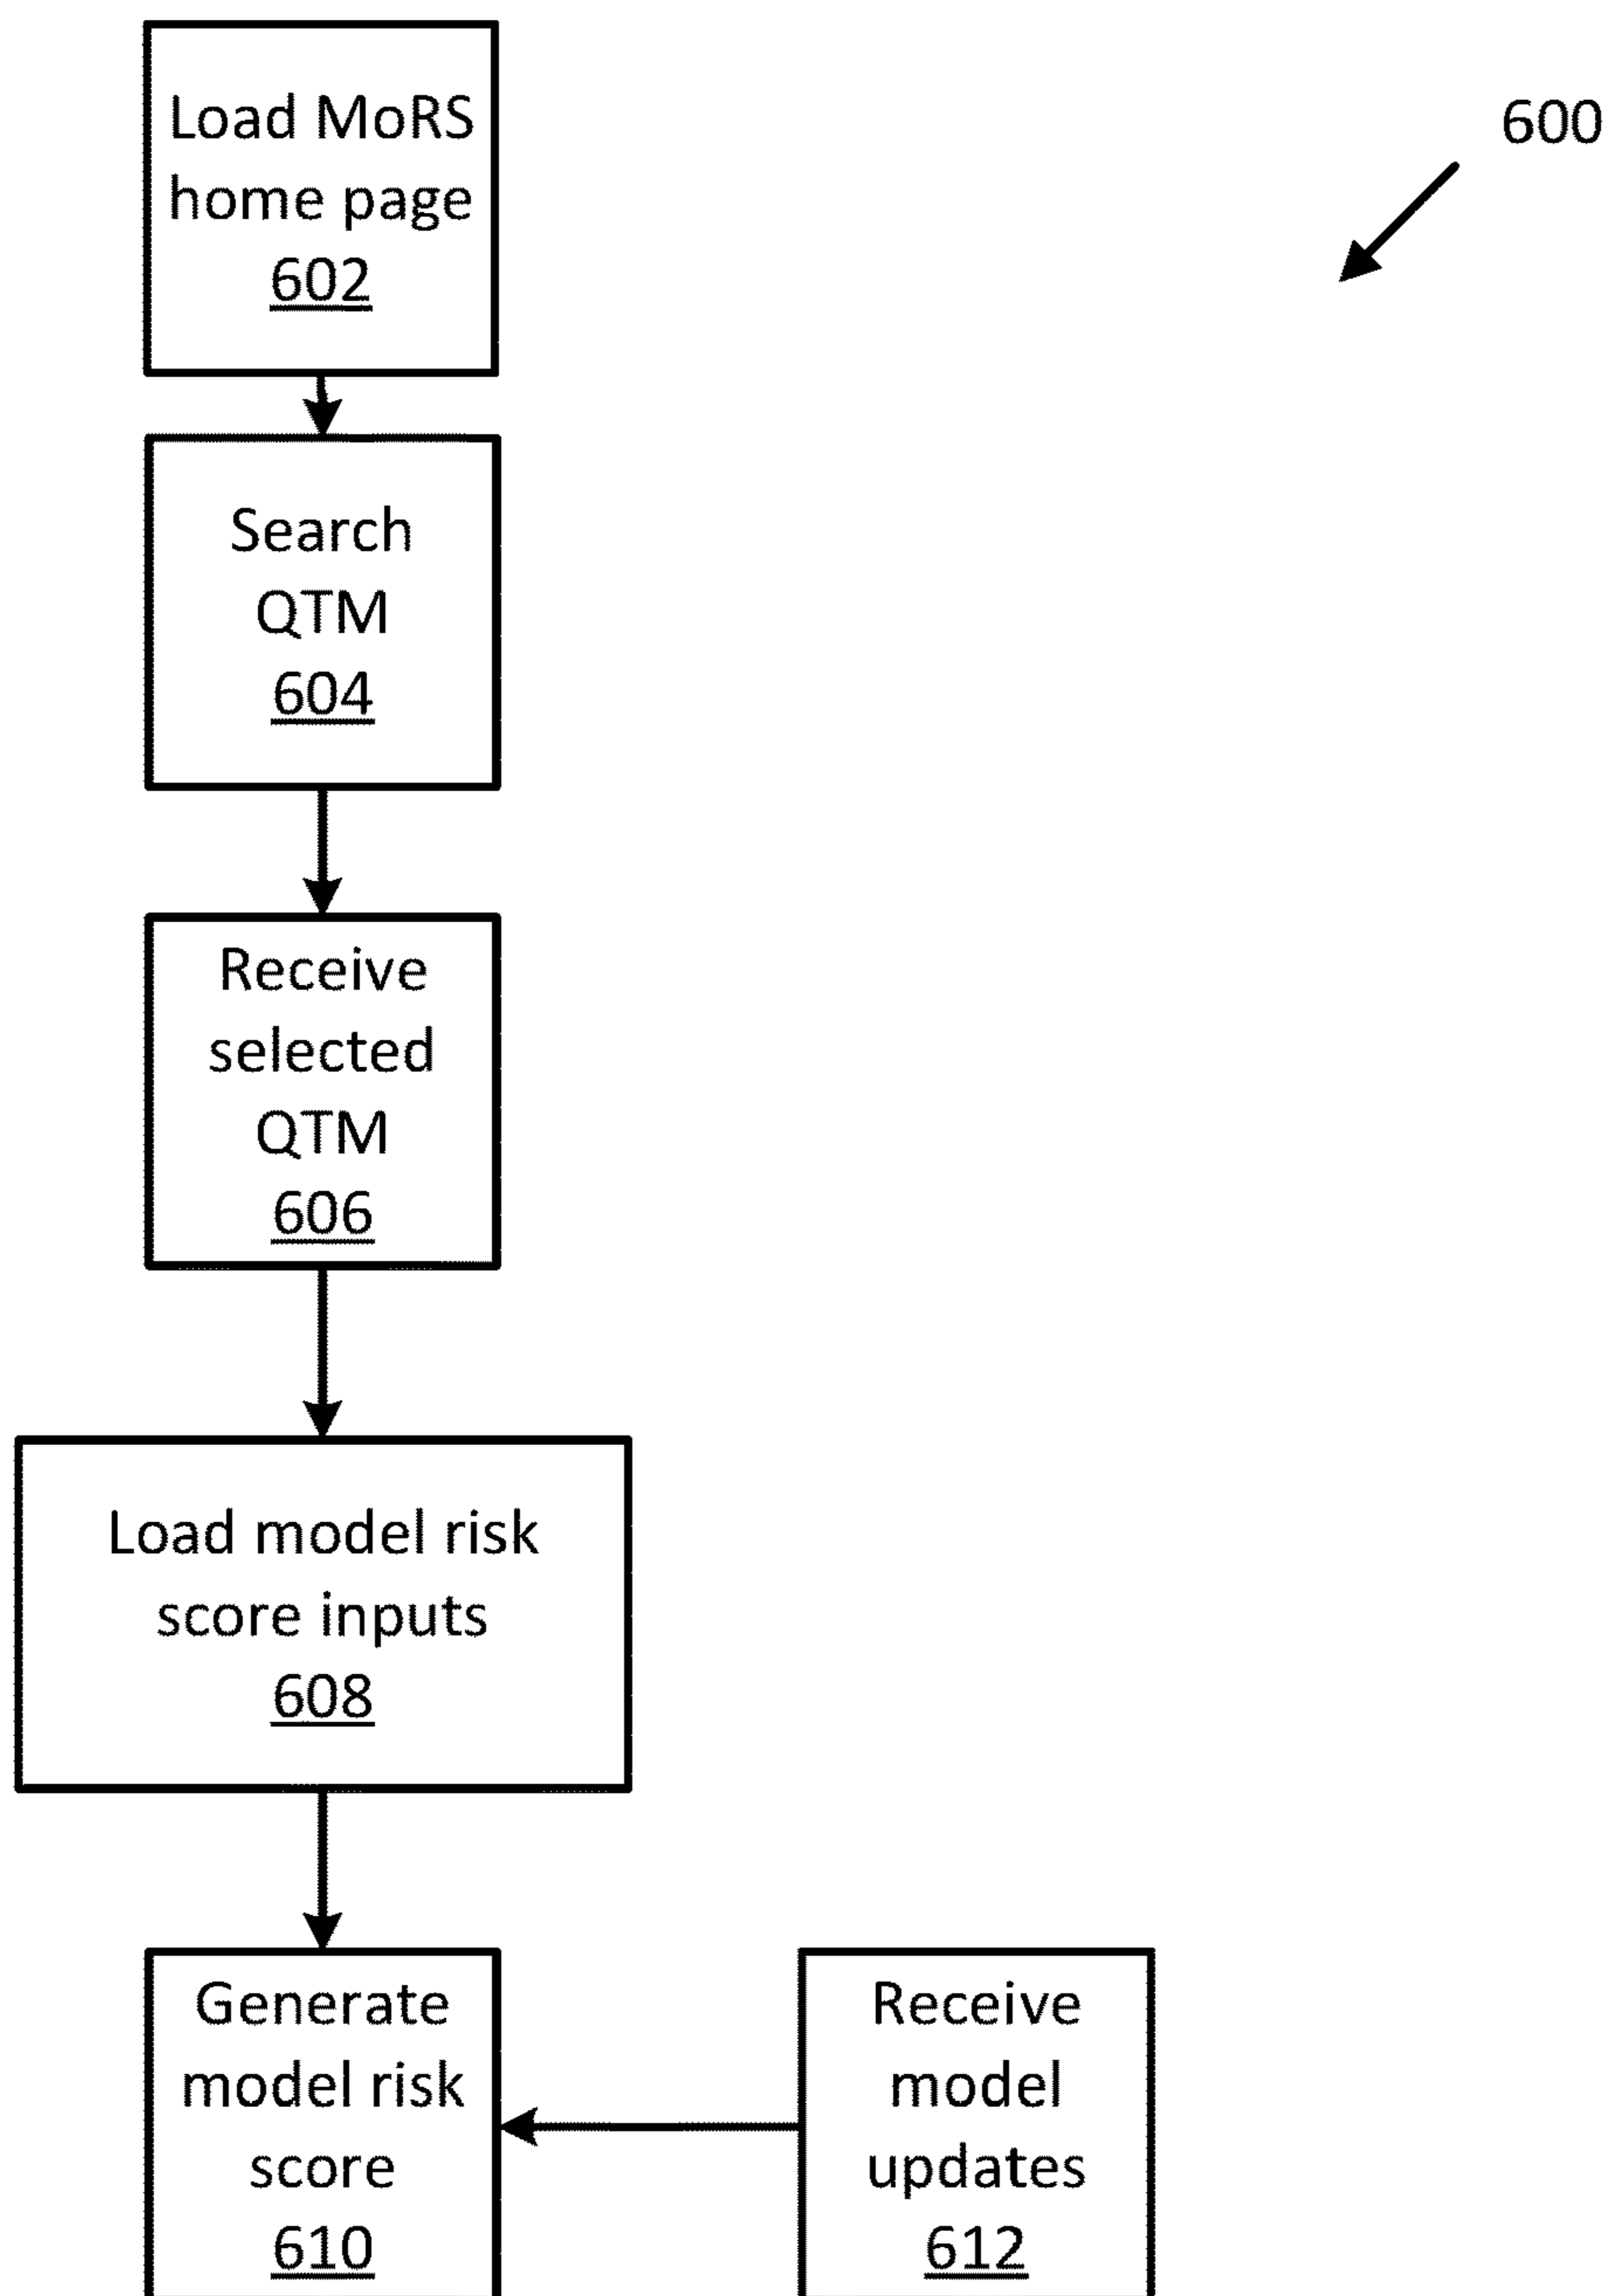 Load MoRS
home page
602
600
Search
QTM
604
Receive
selected
QTM
606
Load model risk
score inputs
608
Generate
model risk
score
610
Receive
model
updates
612